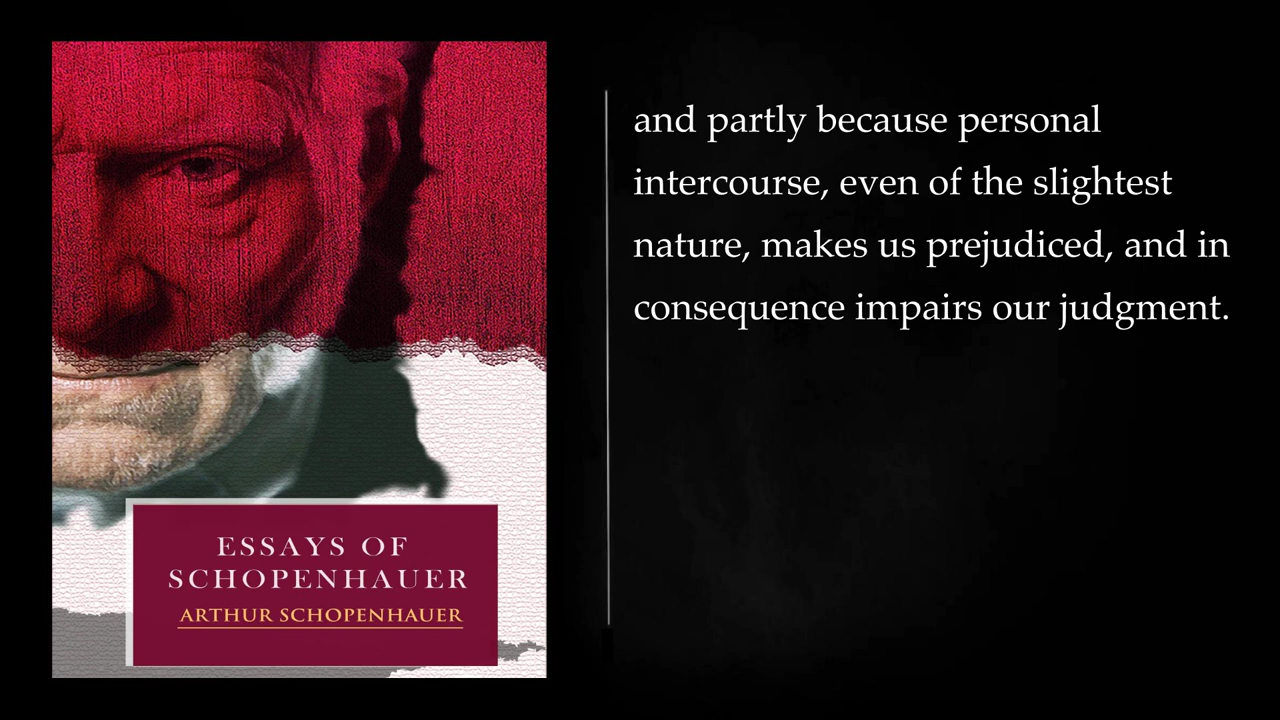 ESSAYS OF
SCHOPENHAUER
ARTHUR SCHOPENHAUER
and partly because personal
intercourse, even of the slightest
nature, makes us prejudiced, and in
consequence impairs our judgment.